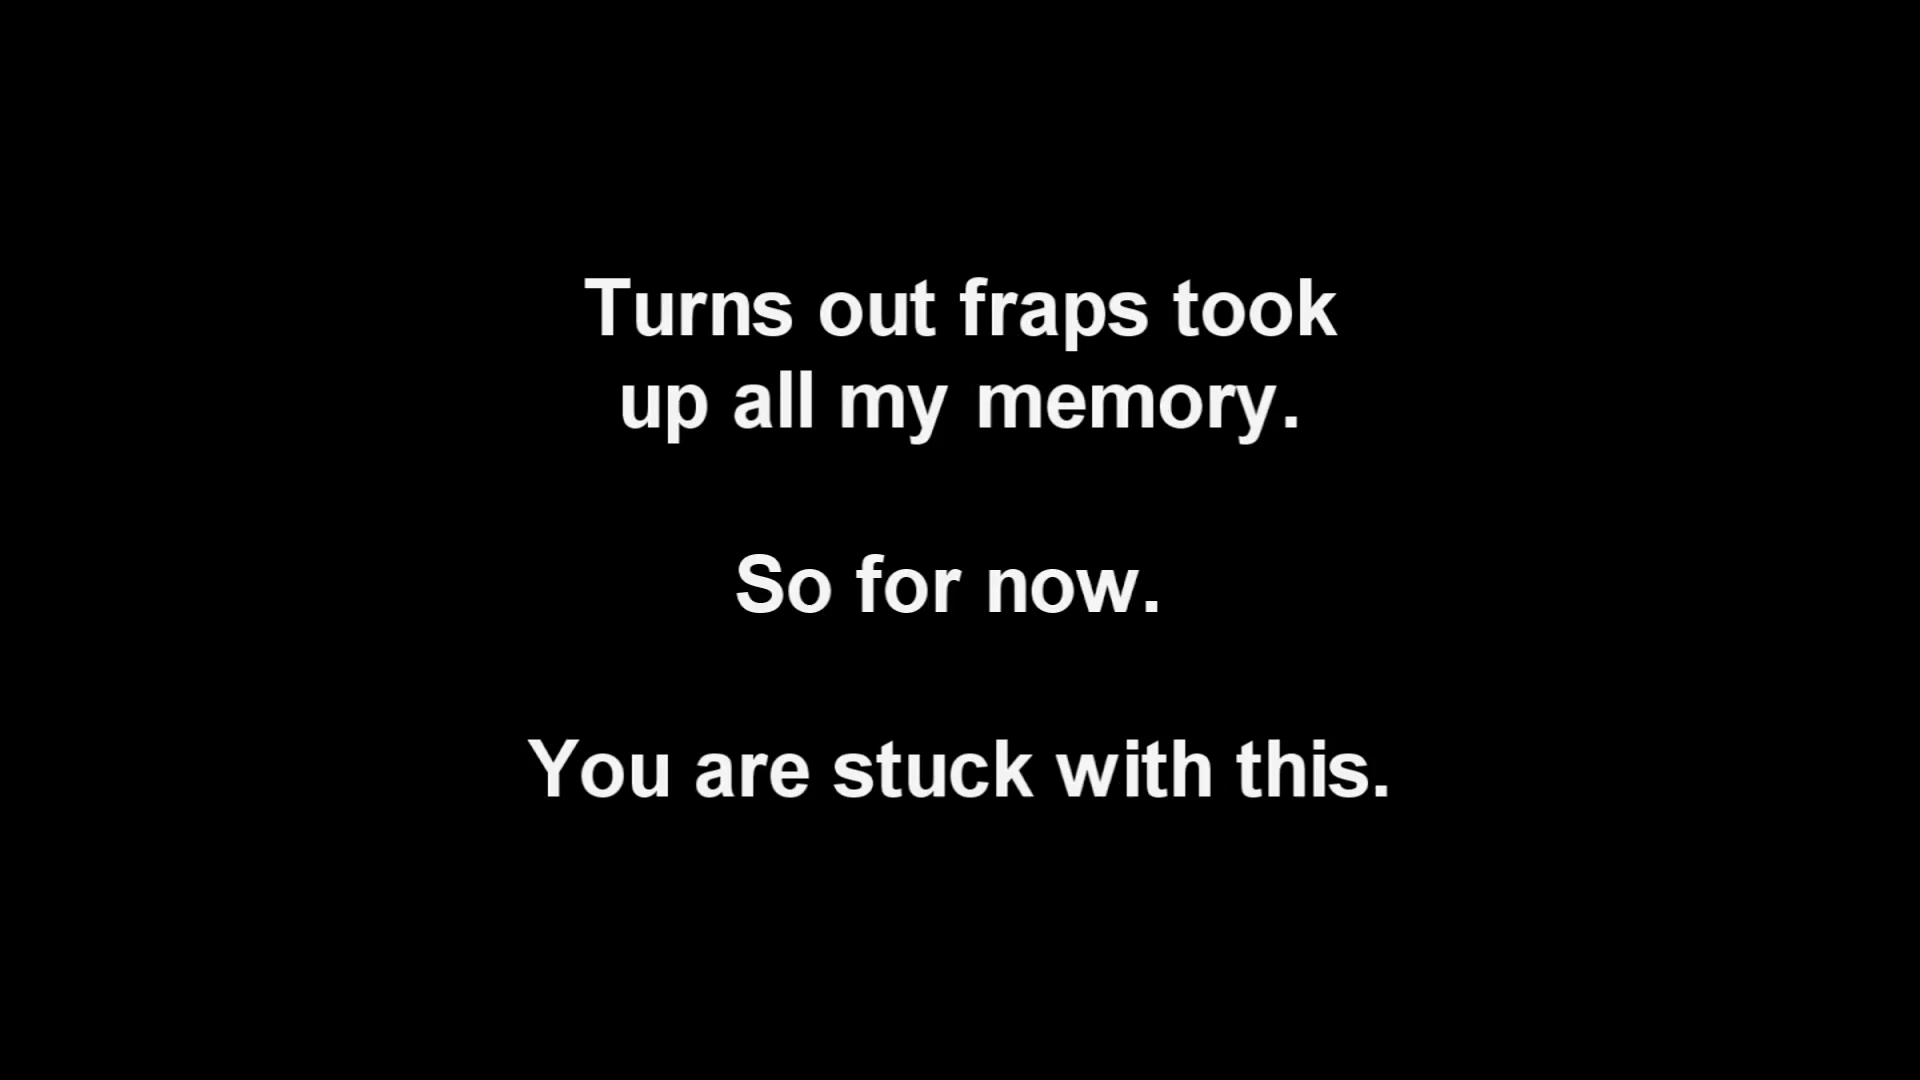 Turns out fraps took
up all my memory.
So for now.
You are stuck with this.